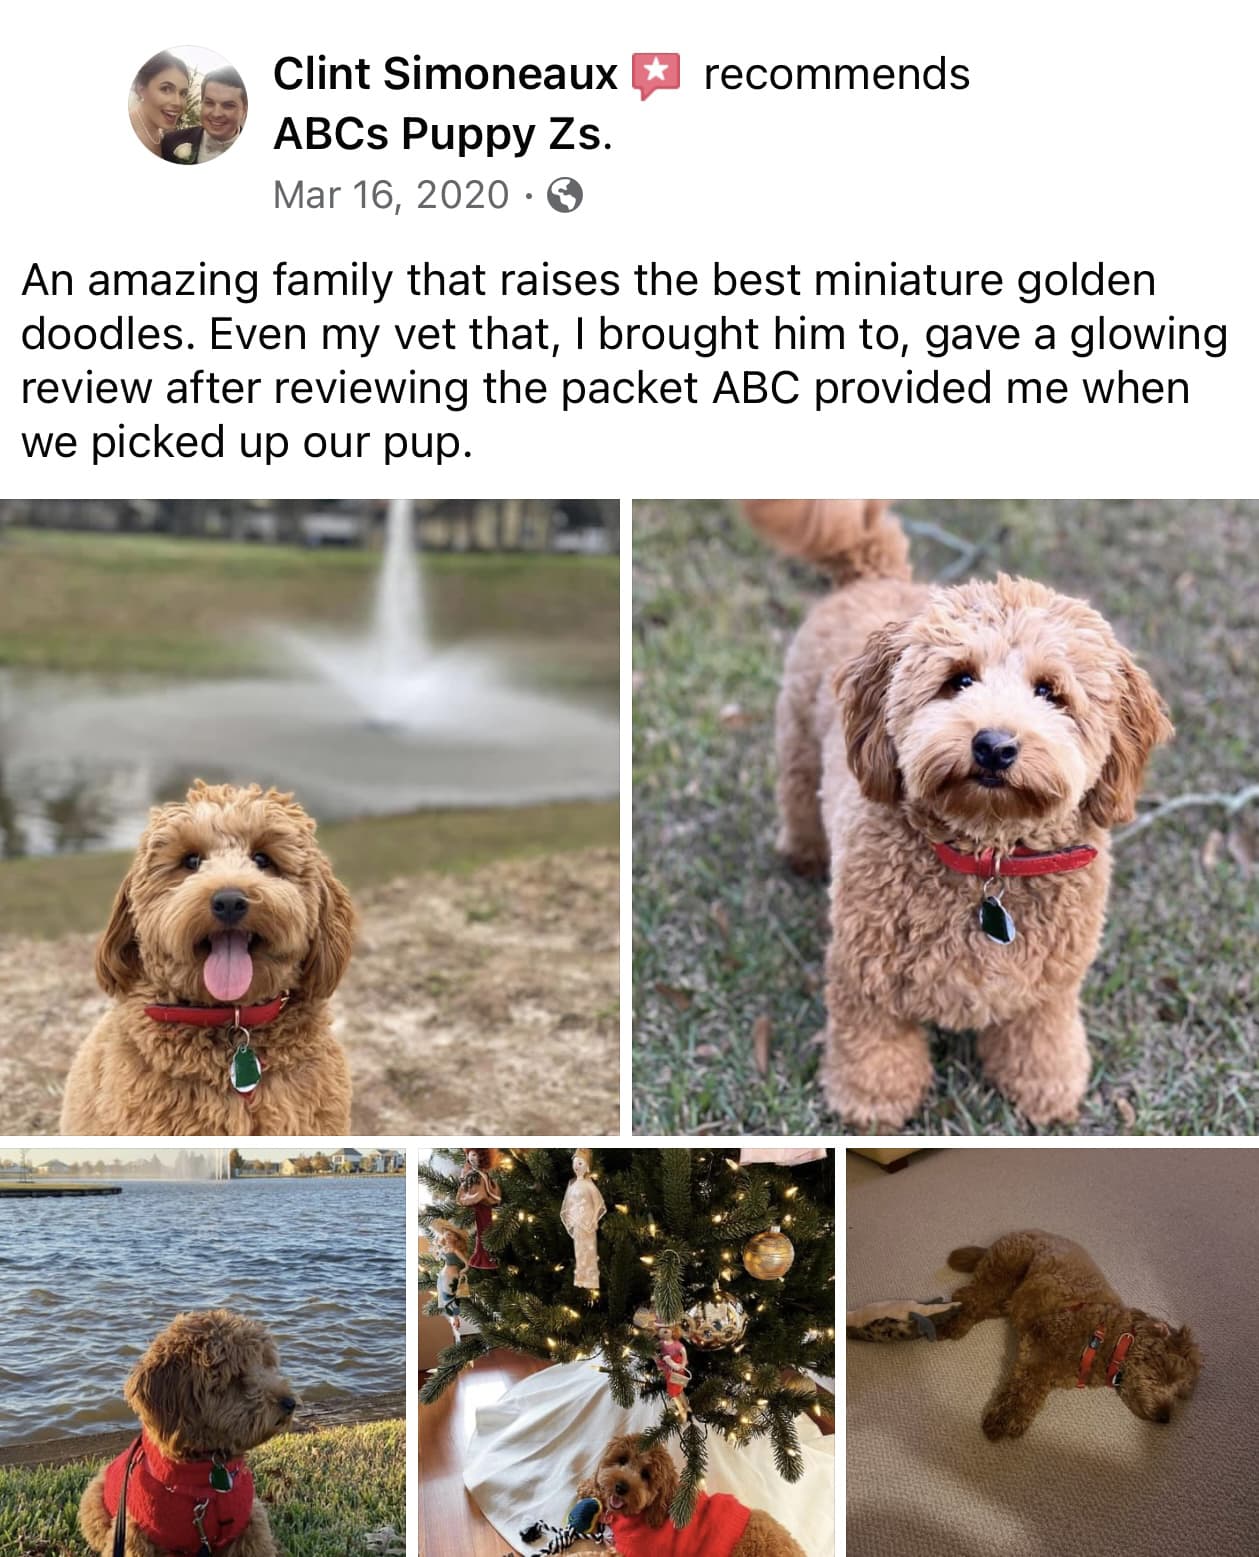 Clint Simoneaux recommends
ABCs Puppy Zs.
Mar 16, 2020 ·
An amazing family that raises the best miniature golden
doodles. Even my vet that, I brought him to, gave a glowing
review after reviewing the packet ABC provided me when
we picked up our pup.